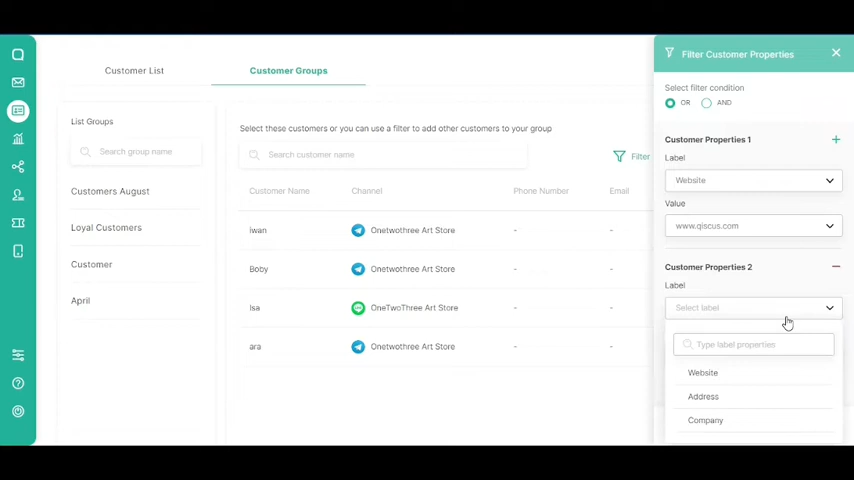 Customer List
Customer Groups
List Groups
Search group name
Customers August
Loyal Customers
Customer
April
Select these customers or you can use a filter to add other customers to your group
Search customer name
Filter
Customer Name Channel Phone Number Email
iwan Onetwothree Art Store - -
Boby Onetwothree Art Store - -
Isa OneTwoThree Art Store - -
ara Onetwothree Art Store - -
Filter Customer Properties
Select filter condition
OR AND
Customer Properties 1
Label
Website
Value
www.qiscus.com
Customer Properties 2
Label
Select label
Type label properties
Website
Address
Company